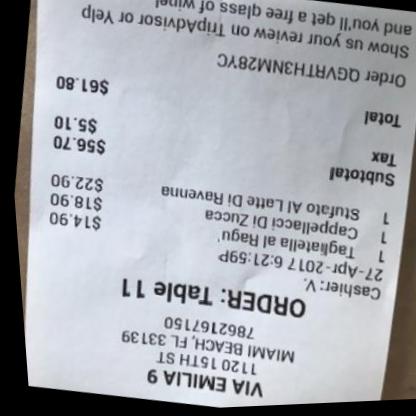 VIA EMILIA 9
1120 15TH ST
MIAMI BEACH, FL 33139
7862167150
ORDER: Table 11
Cashier: V.
27-Apr-2017 6:21:59P
1 Tagliatella al Ragu' $14.90
1 Cappellacci Di Zucca $18.90
1 Stufato Al Latte Di Ravenna $22.90
Subtotal $56.70
Tax $5.10
Total $61.80
Order QGVRTH3NM28YC
Show us your review on TripAdvisor or Yelp
and you'll get a free glass of wine!